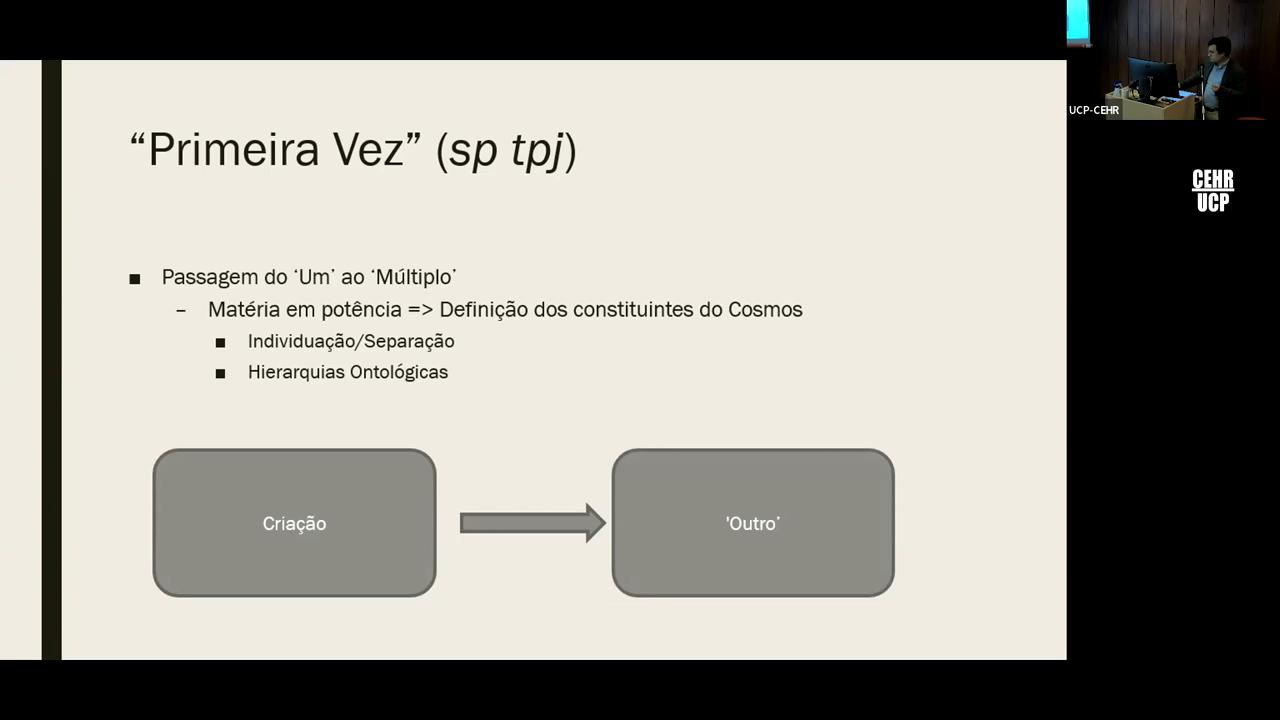 “Primeira Vez” (sp tpj)
Passagem do ‘Um’ ao ‘Múltiplo’
– Matéria em potência => Definição dos constituintes do Cosmos
Individuação/Separação
Hierarquias Ontológicas
Criação
'Outro’
UCP-CEHR
CEHR
UCP